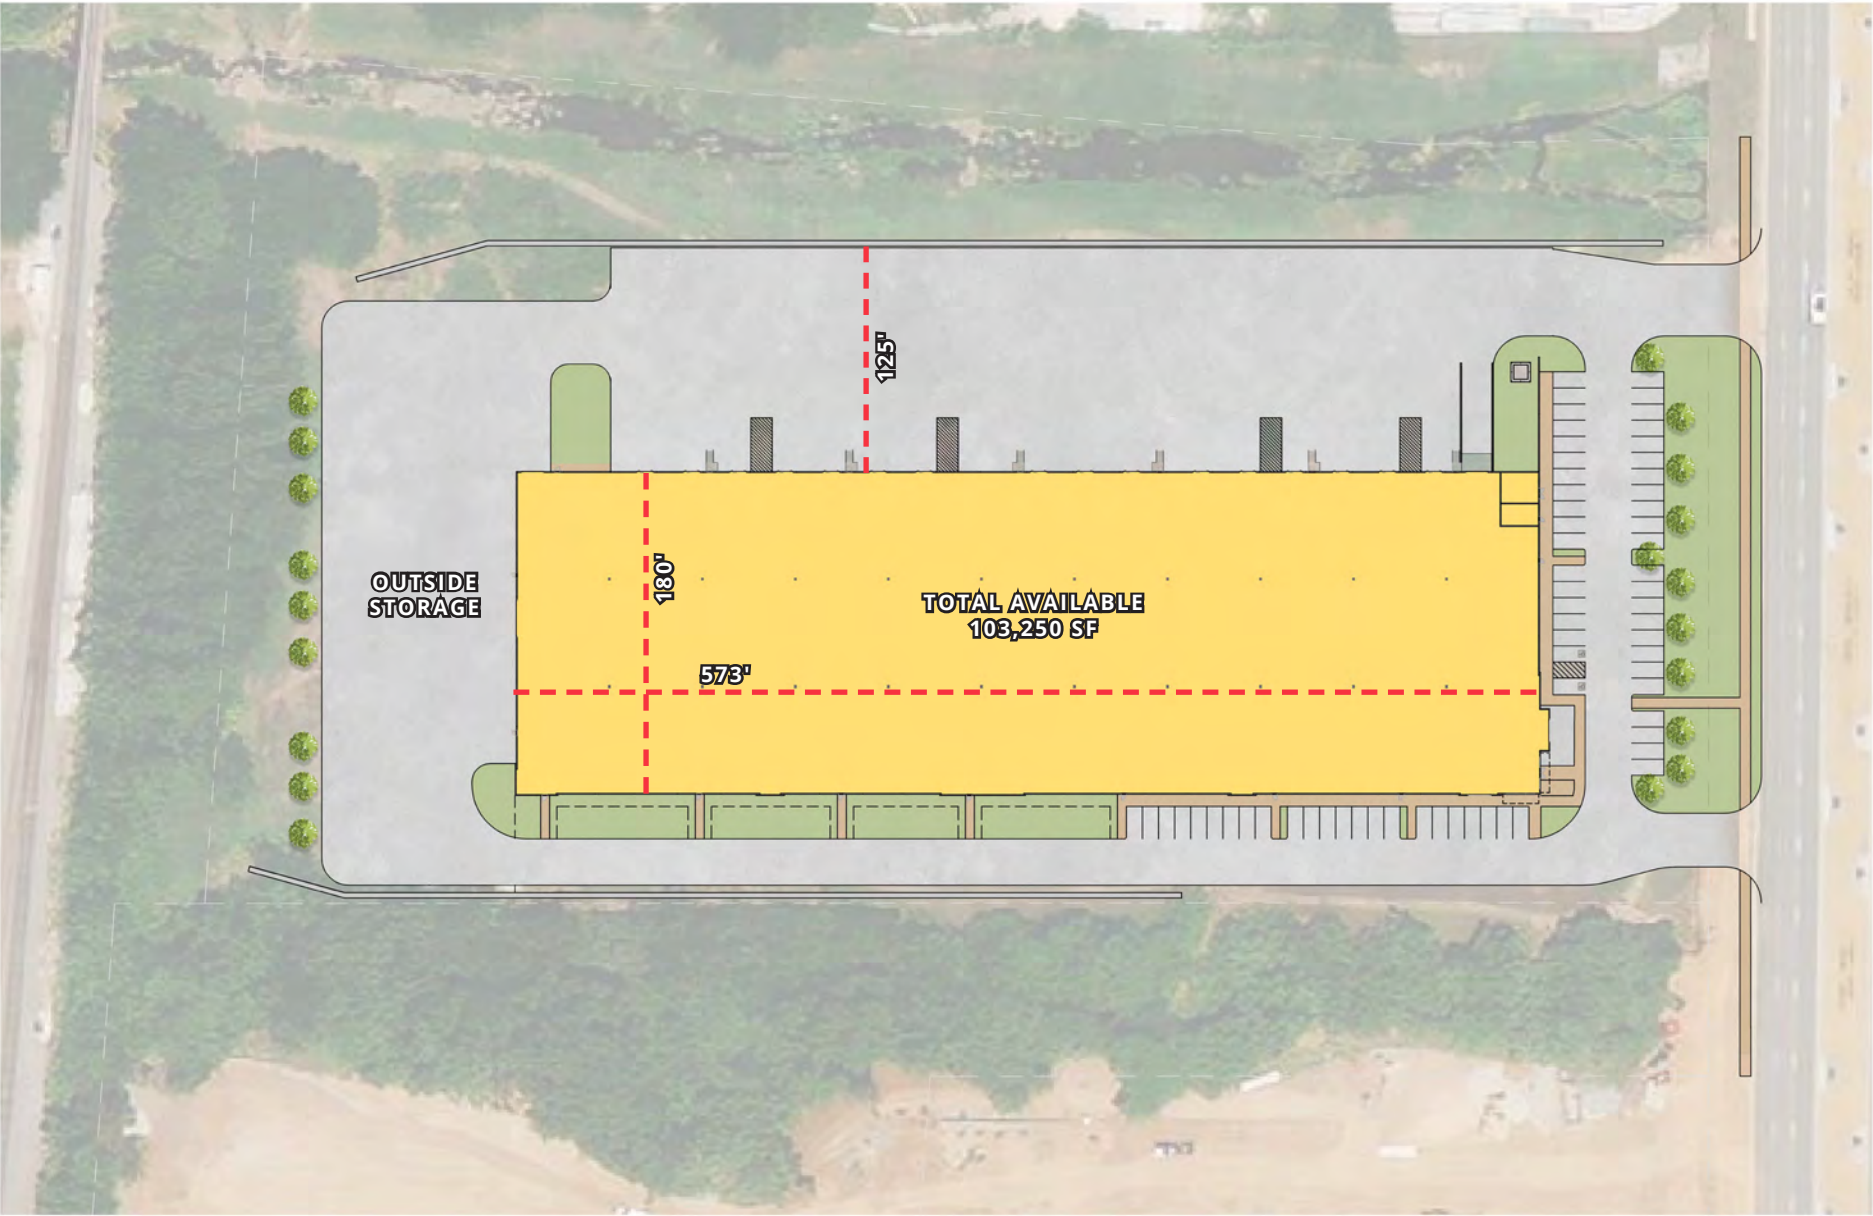 125'
OUTSIDE
STORAGE
180'
TOTAL AVAILABLE
103,250 SF
573'